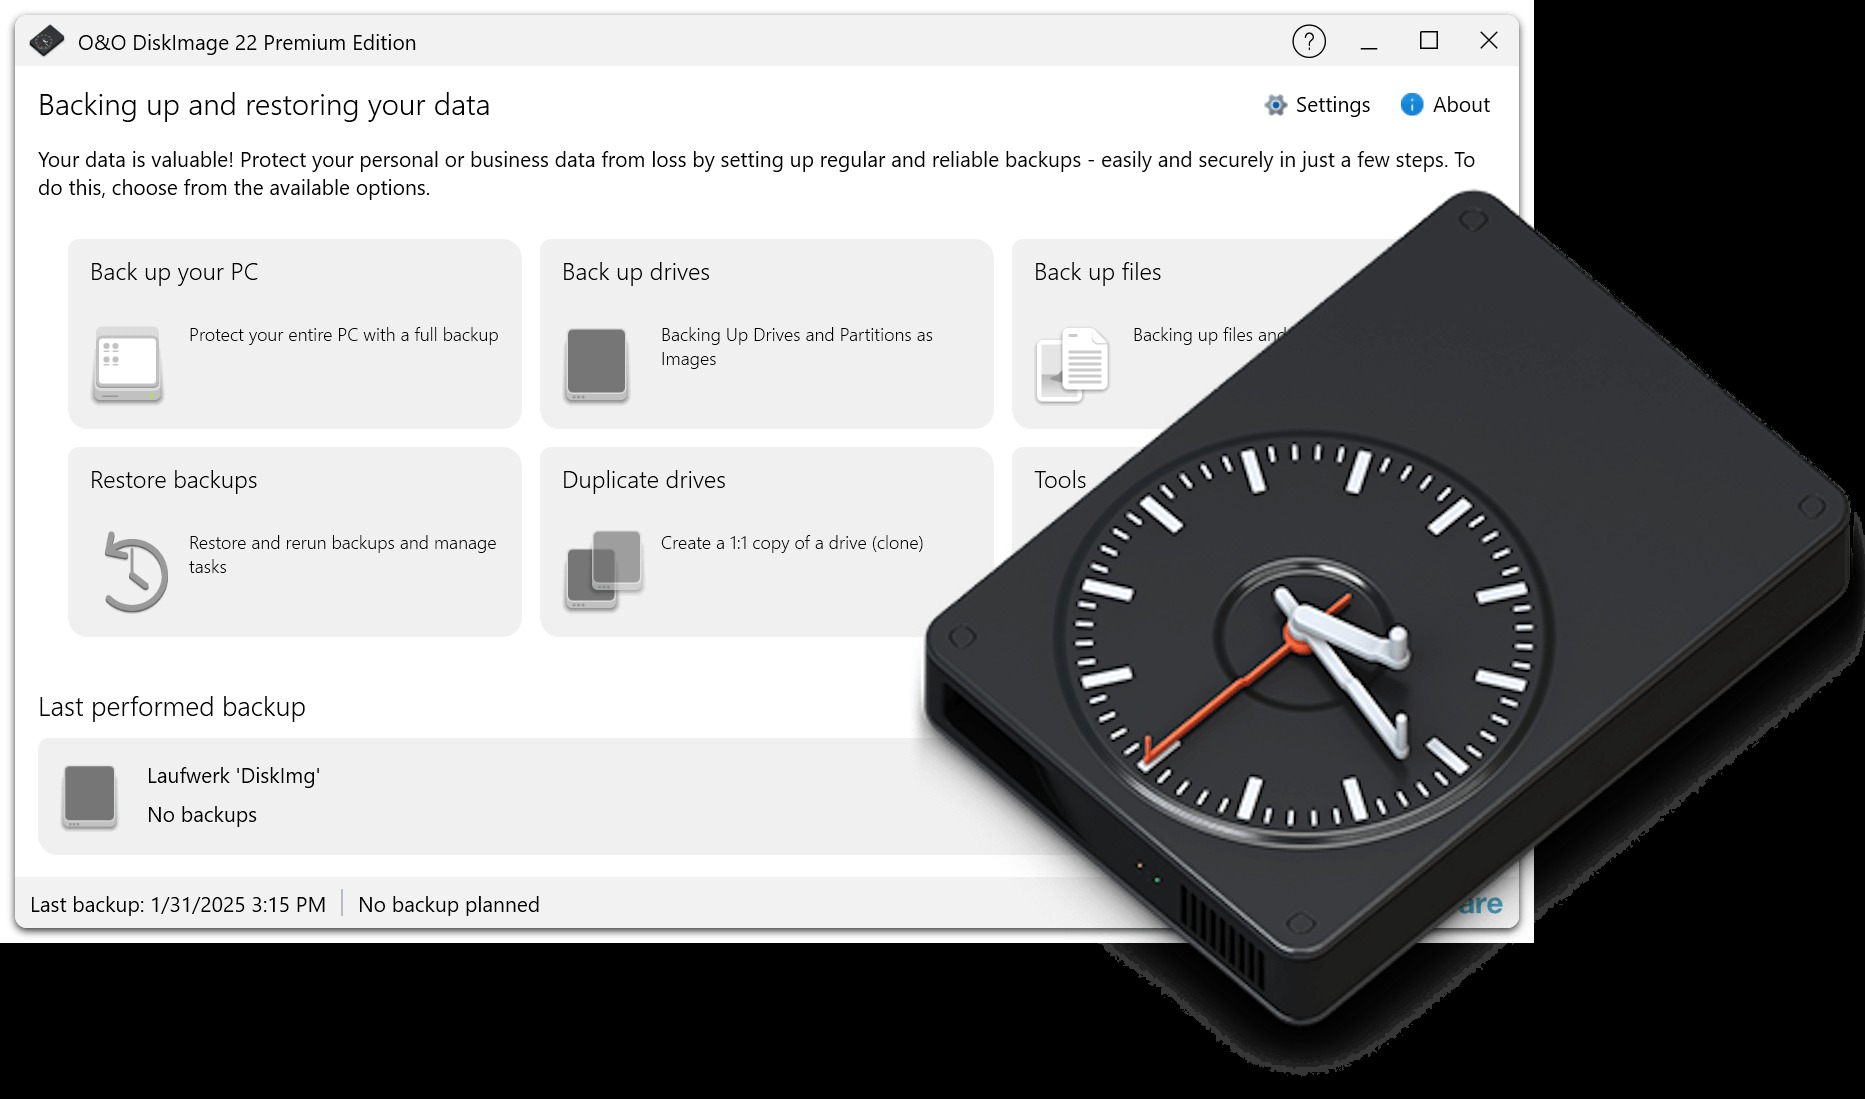 O&O DiskImage 22 Premium Edition
?
Backing up and restoring your data
Settings
About
Your data is valuable! Protect your personal or business data from loss by setting up regular and reliable backups - easily and securely in just a few steps. To
do this, choose from the available options.
Back up your PC
Protect your entire PC with a full backup
Back up drives
Backing Up Drives and Partitions as
Images
Back up files
Backing up files and
Restore backups
Restore and rerun backups and manage
tasks
Duplicate drives
Create a 1:1 copy of a drive (clone)
Tools
Last performed backup
Laufwerk 'DiskImg'
No backups
Last backup: 1/31/2025 3:15 PM
No backup planned